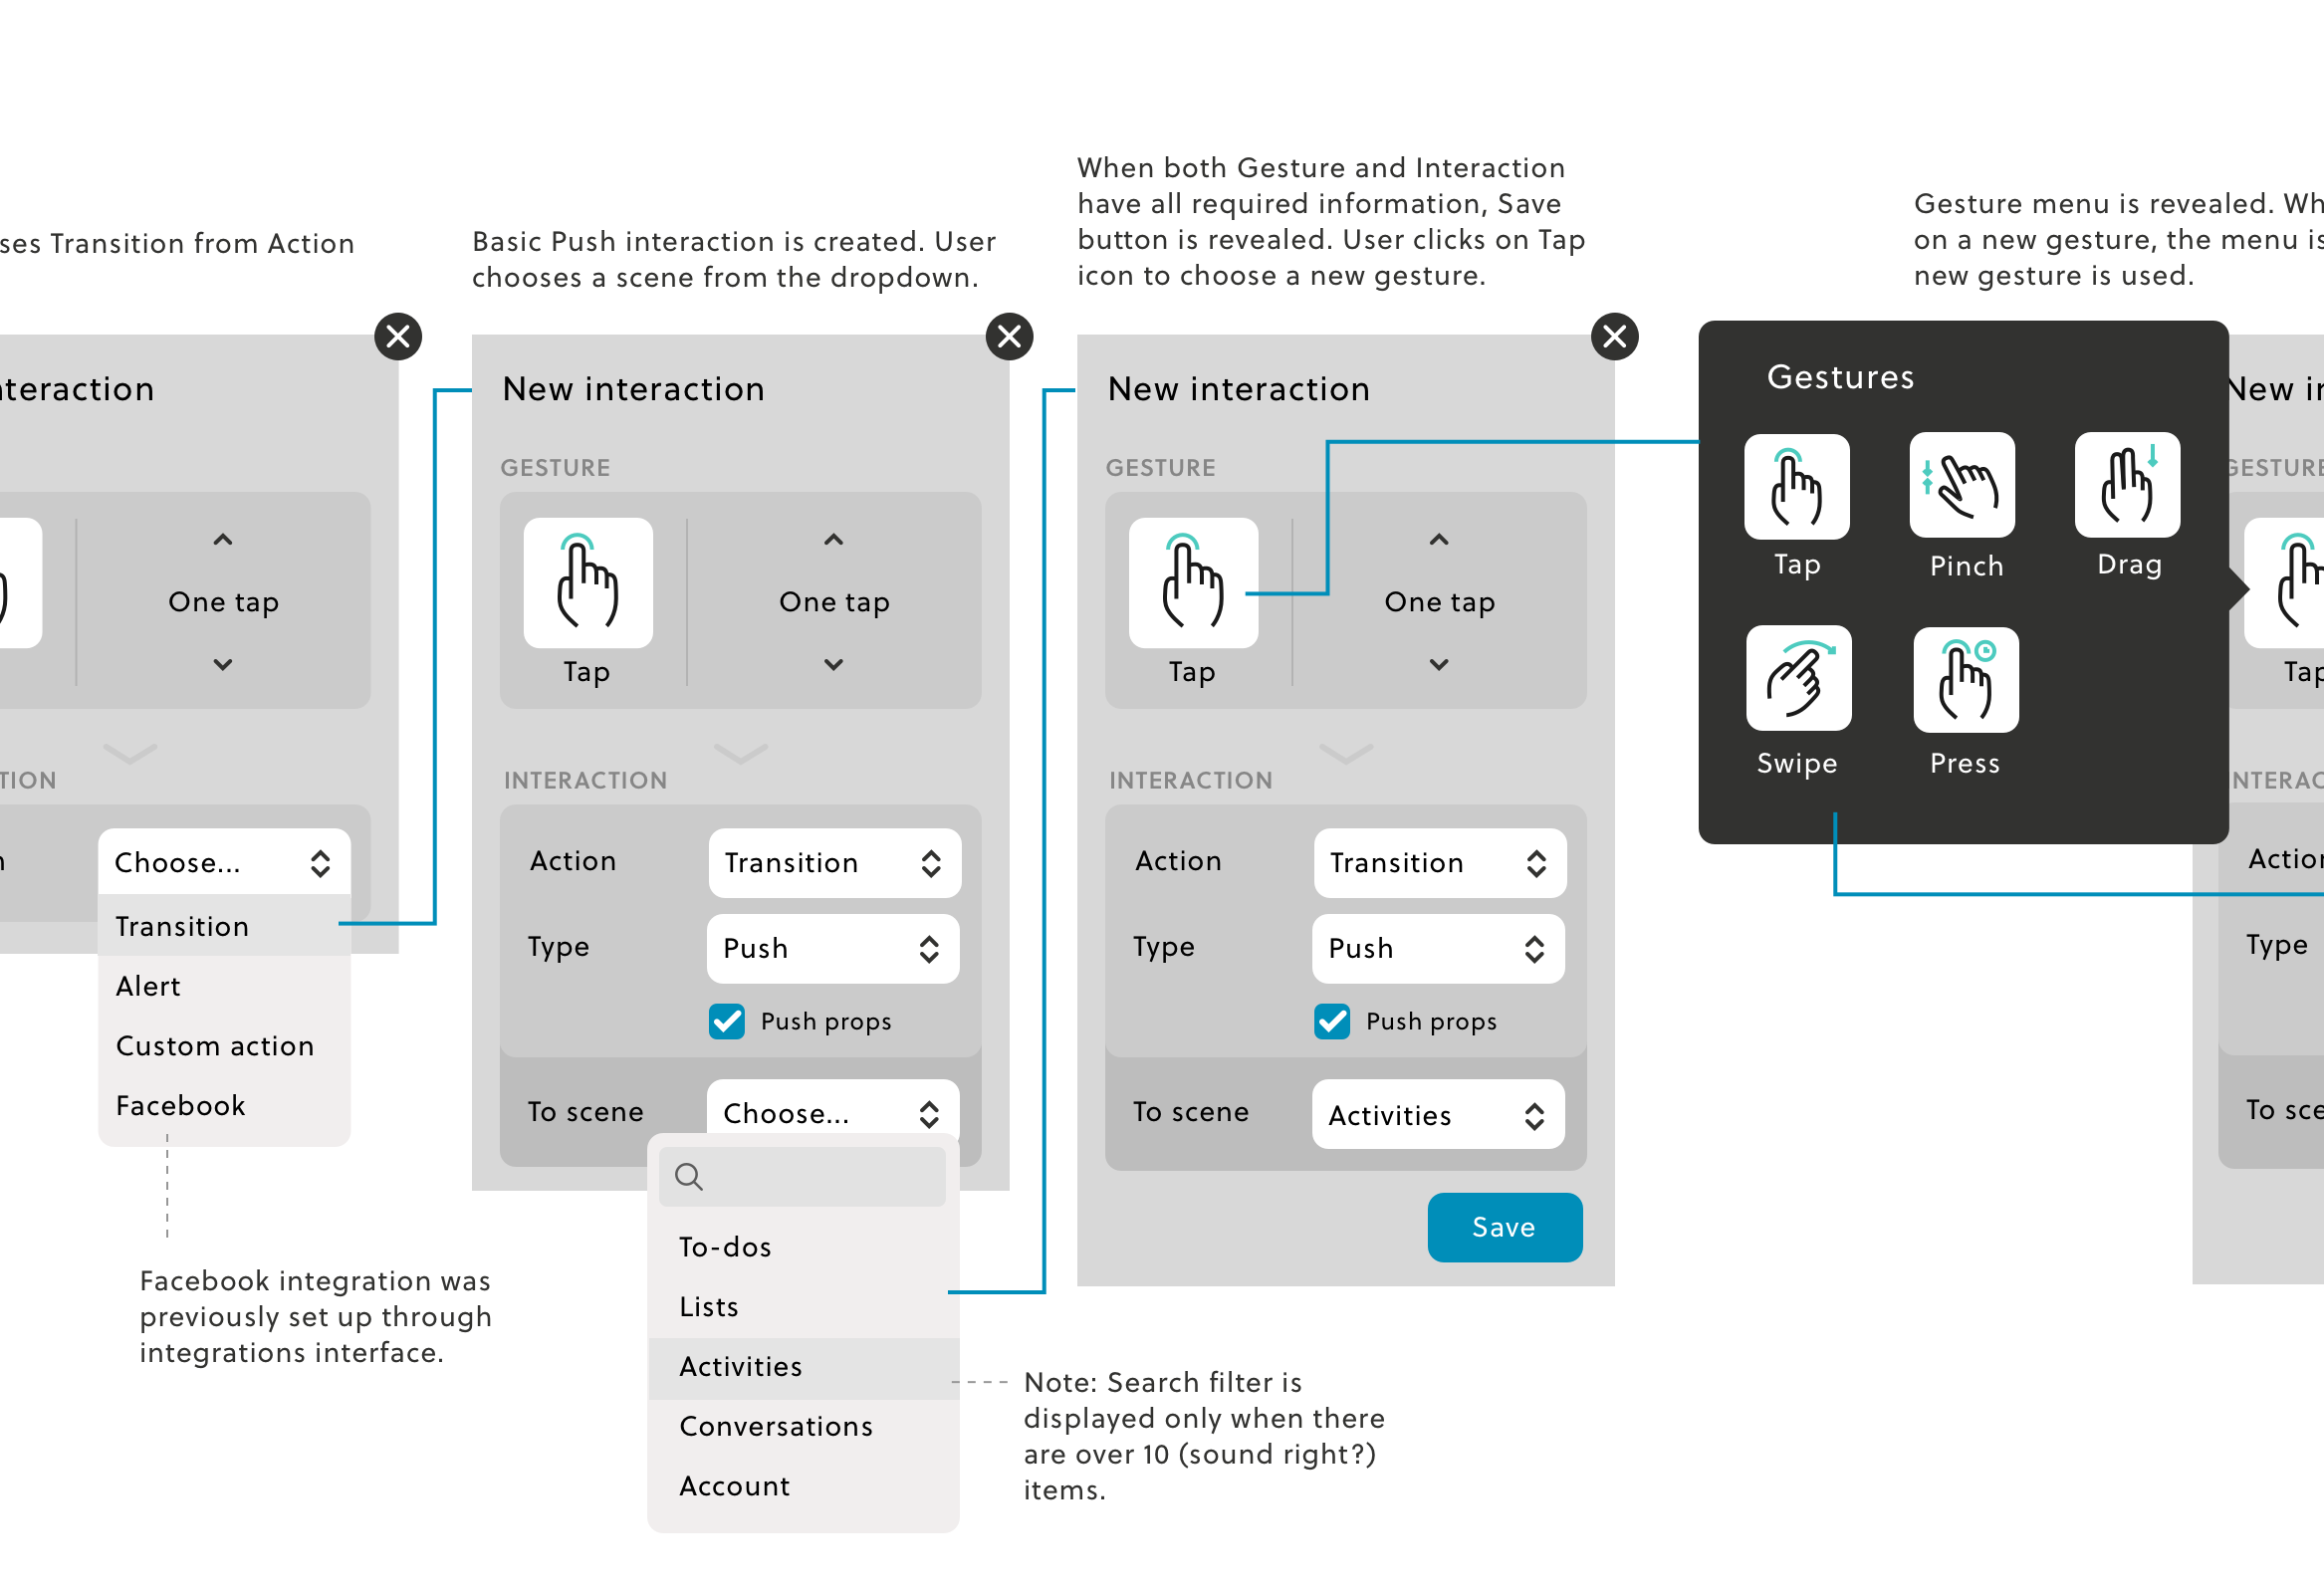 ses Transition from Action
teraction
One tap
TION
Choose...
Transition
Alert
Custom action
Facebook
Facebook integration was
previously set up through
integrations interface.
Basic Push interaction is created. User
chooses a scene from the dropdown.
New interaction
GESTURE
Tap
One tap
INTERACTION
Action
Transition
Type
Push
Push props
To scene
Choose...
To-dos
Lists
Activities
Conversations
Account
Note: Search filter is
displayed only when there
are over 10 (sound right?)
items.
When both Gesture and Interaction
have all required information, Save
button is revealed. User clicks on Tap
icon to choose a new gesture.
New interaction
GESTURE
Tap
One tap
INTERACTION
Action
Transition
Type
Push
Push props
To scene
Activities
Save
Gesture menu is revealed. Wh
on a new gesture, the menu is
new gesture is used.
Gestures
Tap
Pinch
Drag
Swipe
Press
New in
GESTURE
Tap
NTERAC
Action
Type
To sce